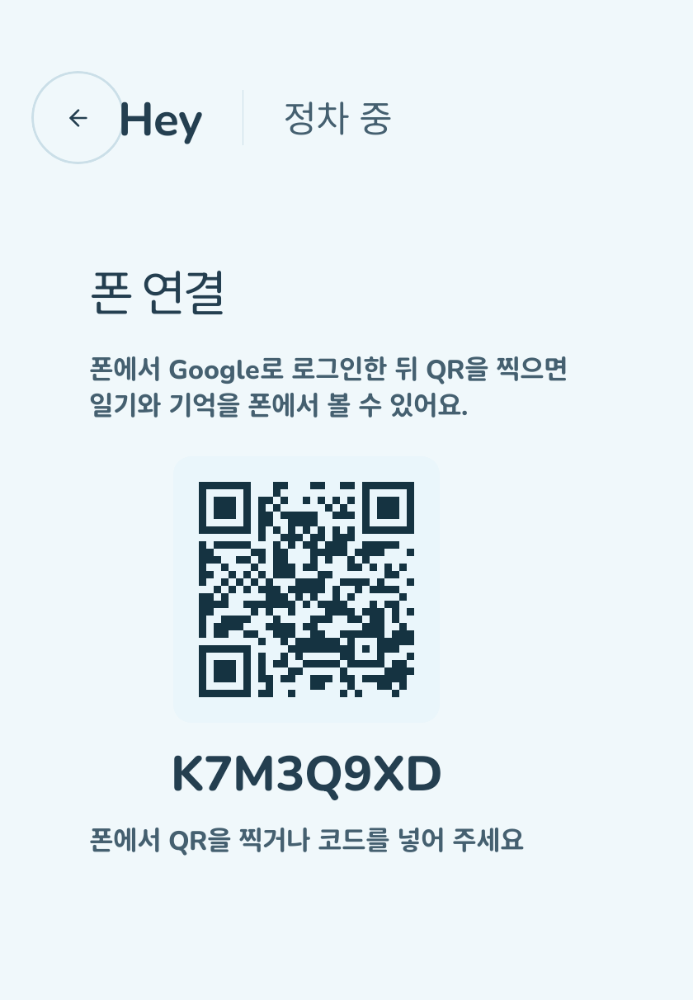 Hey
정차 중
폰 연결
폰에서 Google로 로그인한 뒤 QR을 찍으면
일기와 기억을 폰에서 볼 수 있어요.
K7M3Q9XD
폰에서 QR을 찍거나 코드를 넣어 주세요